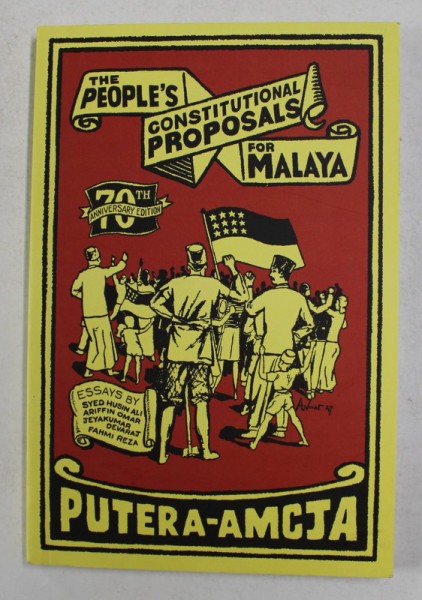 THE
PEOPLE'S
CONSTITUTIONAL
PROPOSALS
FOR
MALAYA
70TH
ANNIVERSARY EDITION
ESSAYS BY
SYED HUSIN ALI
ARIFFIN OMAR
JEYAKUMAR
DEVARAJ
FAHMI REZA
PUTERA-AMCJA